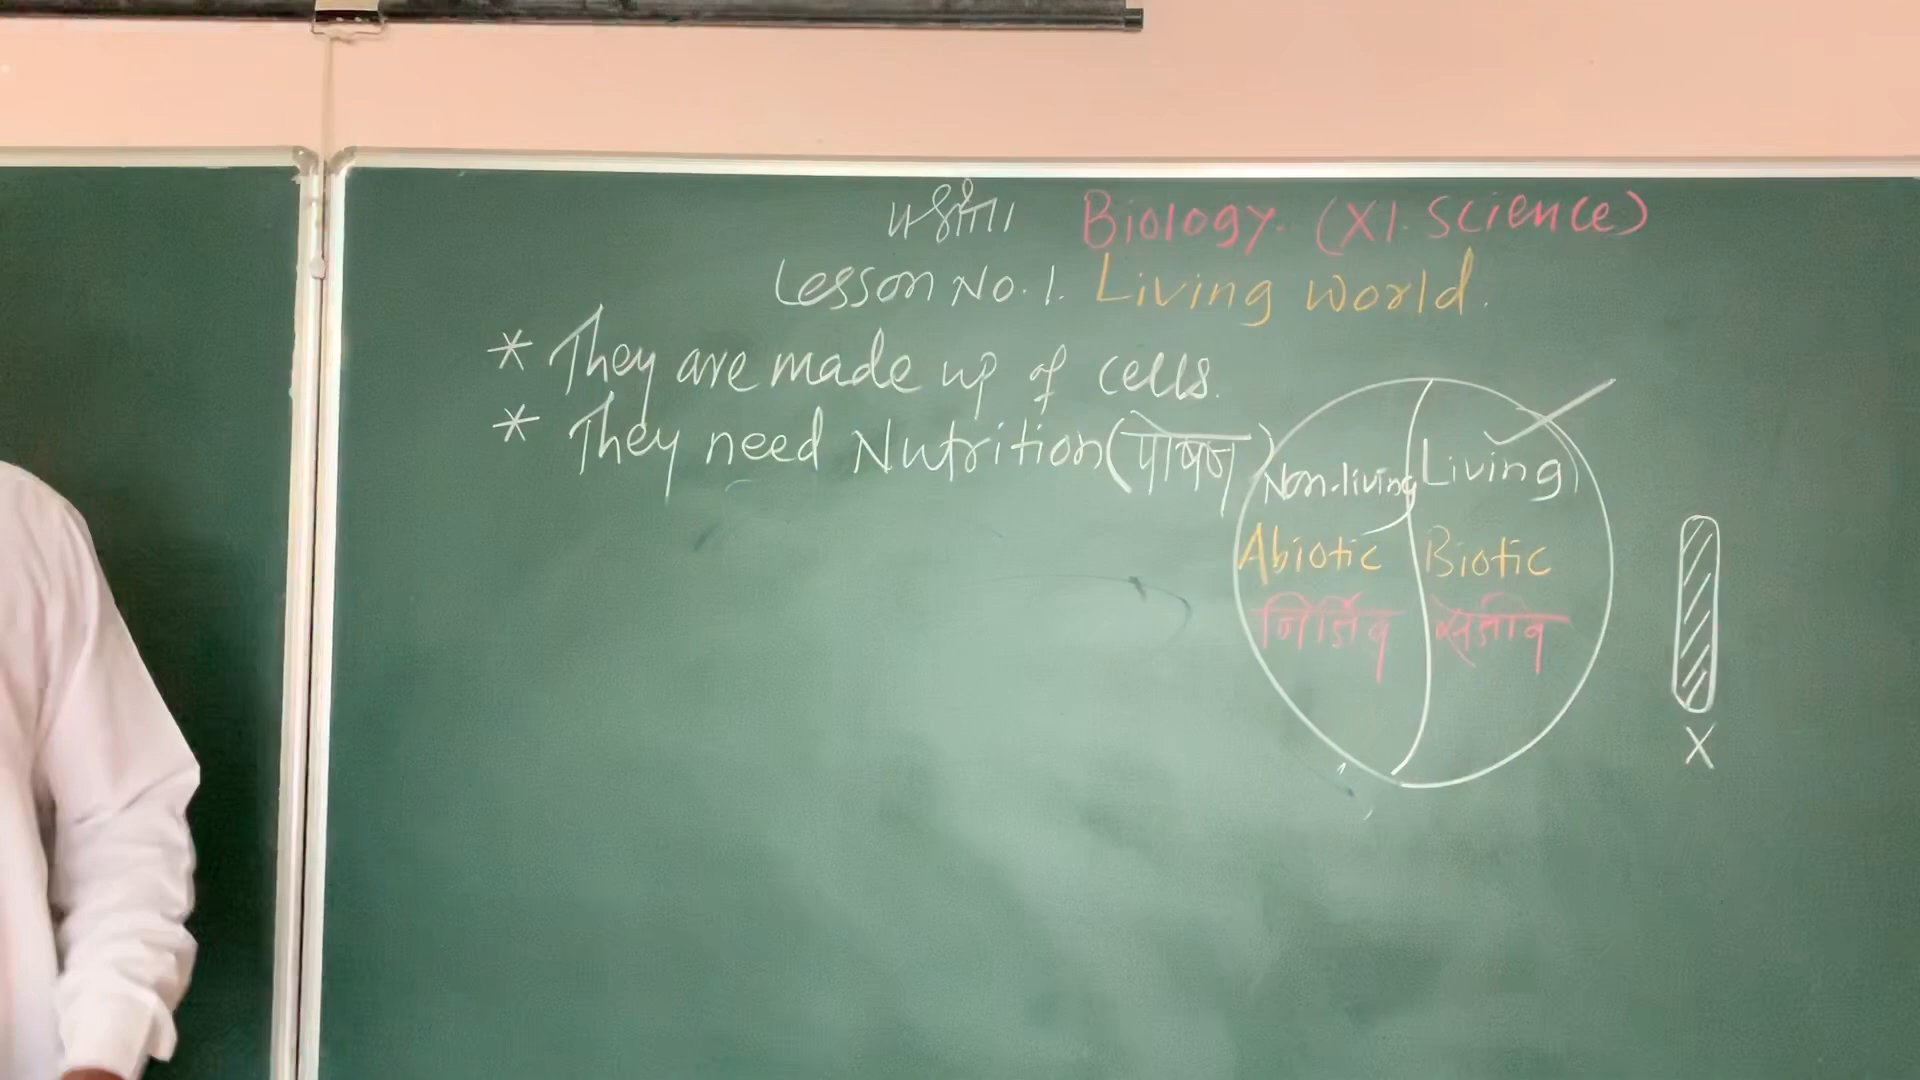 Biology. (XI. Science)
Lesson No. 1. Living world.
* They are made up of cells.
* They need Nutrition (पोषण)
Non-living Living
Abiotic Biotic
निर्जिव सजीव
X